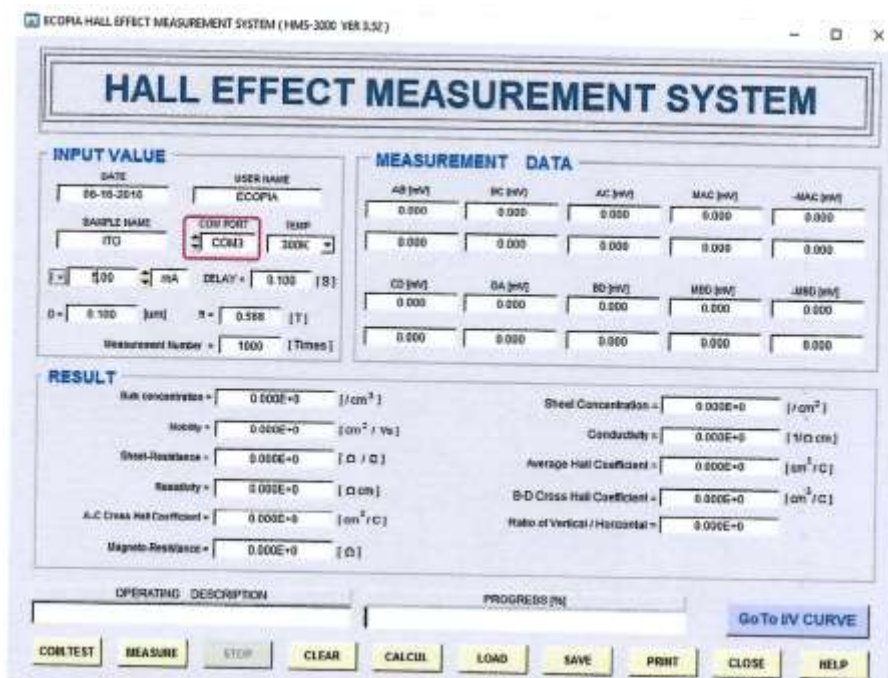 ECOPIA HALL EFFECT MEASUREMENT SYSTEM ( HMS-3000 VER 3.52 )
HALL EFFECT MEASUREMENT SYSTEM
INPUT VALUE
DATE USER NAME
ECOPIA
SAMPLE NAME COM PORT TEMP
ITO COM3 300K
mA DELAY = 0.100 [S]
D = 0.100 [um] B = [T]
Measurement Number = 1000 [Times]
MEASUREMENT DATA
AB [mV] BC [mV] AC [mV] MAC [mV] -MAC [mV]
0.000 0.000 0.000 0.000 0.000
0.000 0.000 0.000 0.000 0.000
CD [mV] DA [mV] BD [mV] MBD [mV] -MBD [mV]
0.000 0.000 0.000 0.000 0.000
0.000 0.000 0.000 0.000 0.000
RESULT
Bulk concentration = 0.000E+0 [/ cm³ ]
Mobility = 0.000E+0 [cm² / Vs ]
Sheet-Resistance = 0.000E+0
Resistivity = 0.000E+0 [ Ω cm ]
A-C Cross Hall Coefficient = 0.000E+0
Magneto-Resistance = 0.000E+0 [ Ω ]
Sheet Concentration = 0.000E+0 [/ cm² ]
Conductivity = 0.000E+0 [ 1/Ω cm ]
Average Hall Coefficient = 0.000E+0
B-D Cross Hall Coefficient = 0.000E+0
Ratio of Vertical / Horizontal = 0.000E+0
OPERATING DESCRIPTION
PROGRESS [%]
Go To I/V CURVE
COM.TEST MEASURE STOP CLEAR CALCUL LOAD SAVE PRINT CLOSE HELP